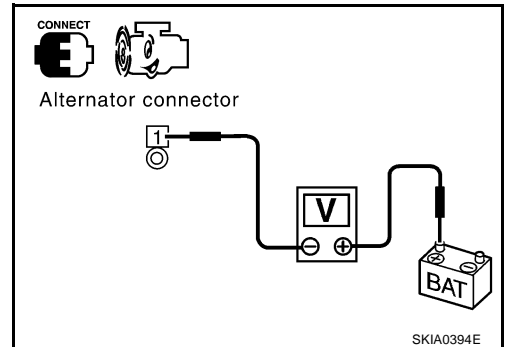 CONNECT
Alternator connector
1
V
− +
+ −
BAT
SKIA0394E